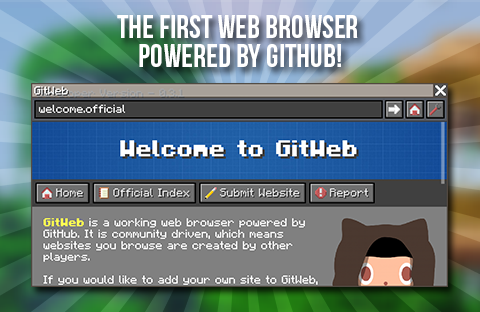 THE FIRST WEB BROWSER
POWERED BY GITHUB!
GitWeb
welcome.official
Welcome to GitWeb
Home Official Index Submit Website Report
GitWeb is a working web browser powered by
GitHub. It is community driven, which means
websites you browse are created by other
players.
If you would like to add your own site to GitWeb,